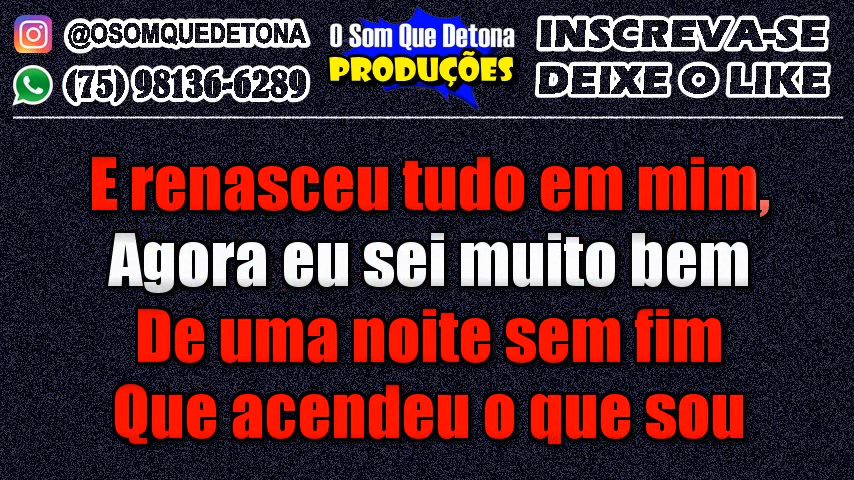 @OSOMQUEDETONA
(75) 98136-6289
O Som Que Detona
PRODUÇÕES
INSCREVA-SE
DEIXE O LIKE
E renasceu tudo em mim,
Agora eu sei muito bem
De uma noite sem fim
Que acendeu o que sou